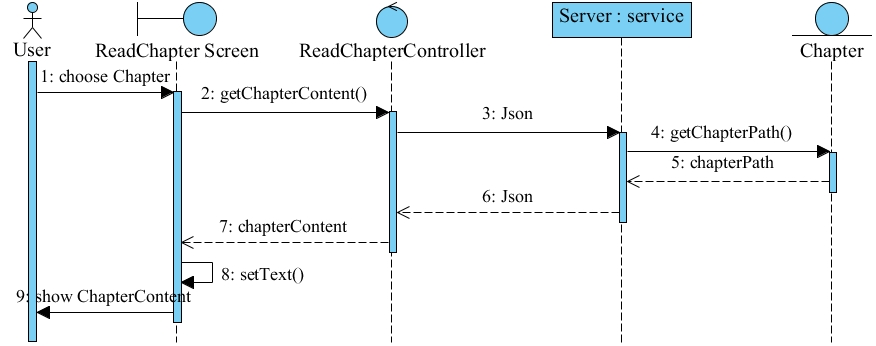 Server : service
User
ReadChapter Screen
ReadChapterController
Chapter
1: choose Chapter
2: getChapterContent()
3: Json
4: getChapterPath()
5: chapterPath
6: Json
7: chapterContent
8: setText()
9: show ChapterContent